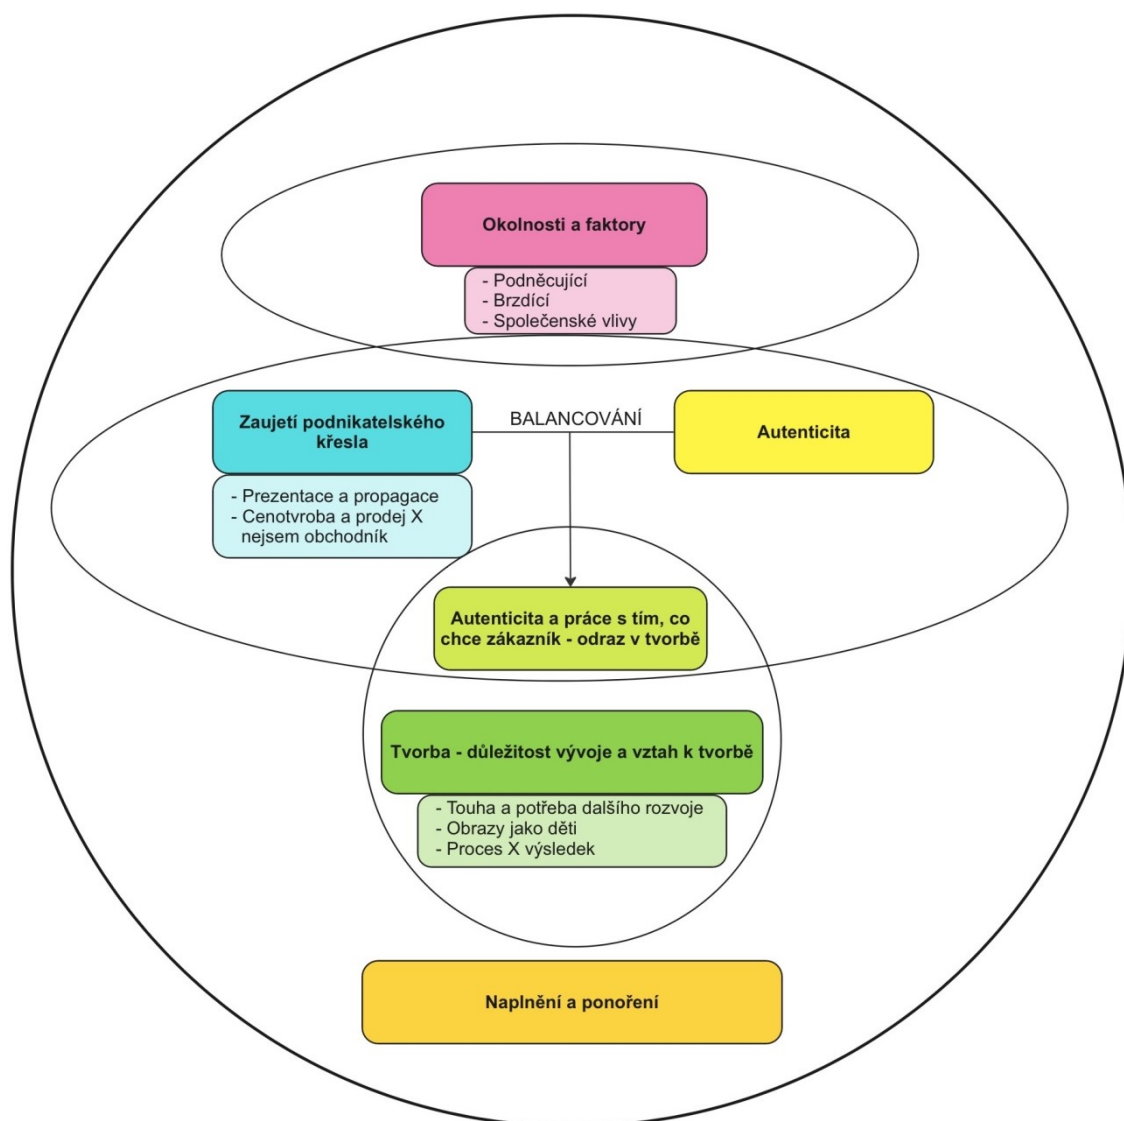 Okolnosti a faktory
- Podněcující
- Brzdící
- Společenské vlivy
Zaujetí podnikatelského
křesla
- Prezentace a propagace
- Cenotvroba a prodej X
nejsem obchodník
BALANCOVÁNÍ
Autenticita
Autenticita a práce s tím, co
chce zákazník - odraz v tvorbě
Tvorba - důležitost vývoje a vztah k tvorbě
- Touha a potřeba dalšího rozvoje
- Obrazy jako děti
- Proces X výsledek
Naplnění a ponoření